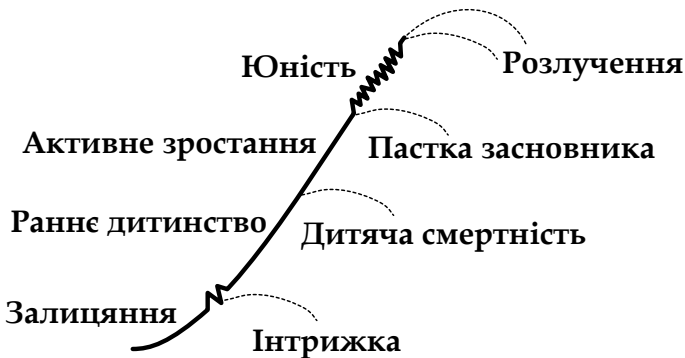 Юність
Розлучення
Активне зростання
Пастка засновника
Раннє дитинство
Дитяча смертність
Залицяння
Інтрижка